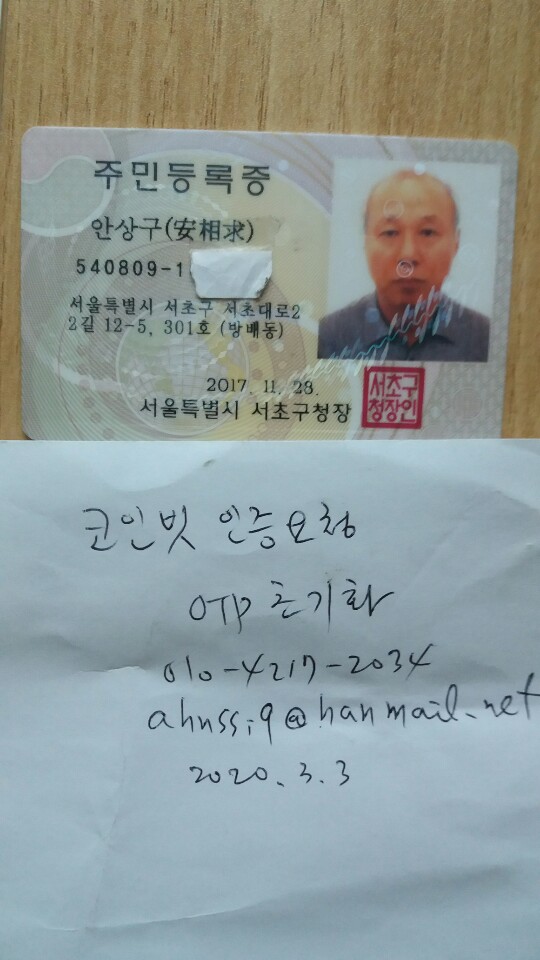 주민등록증
안상구(安相求)
540809-1
서울특별시 서초구 서초대로2
2길 12-5, 301호 (방배동)
2017. 11. 28.
서울특별시 서초구청장
서초구
청장인
코인빗 인증요청
OTP 초기화
010-4217-2034
ahnssi9@hanmail.net
2020. 3. 3